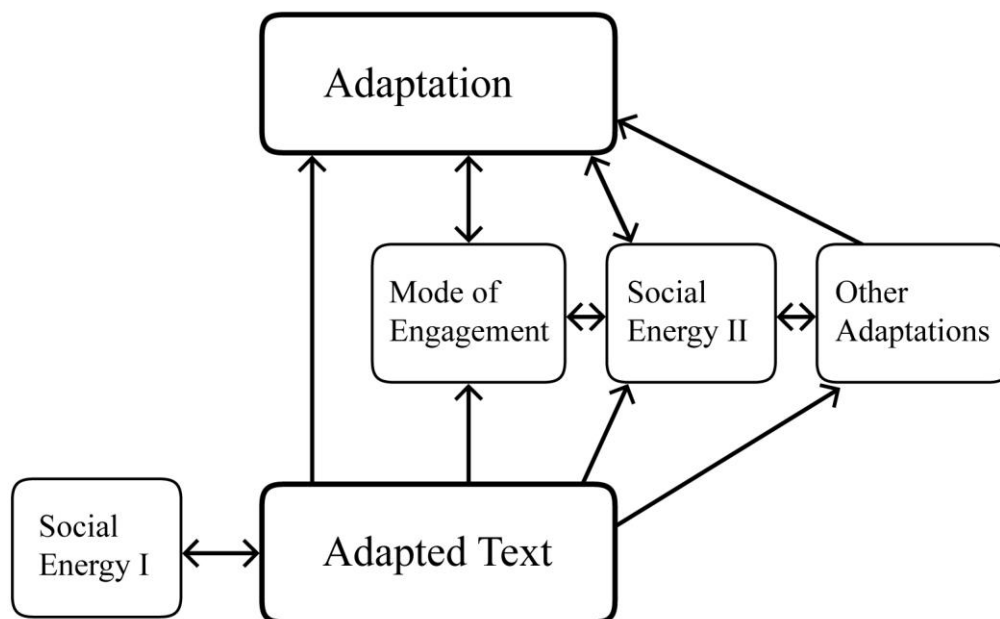 Adaptation
Mode of
Engagement
Social
Energy II
Other
Adaptations
Social
Energy I
Adapted Text